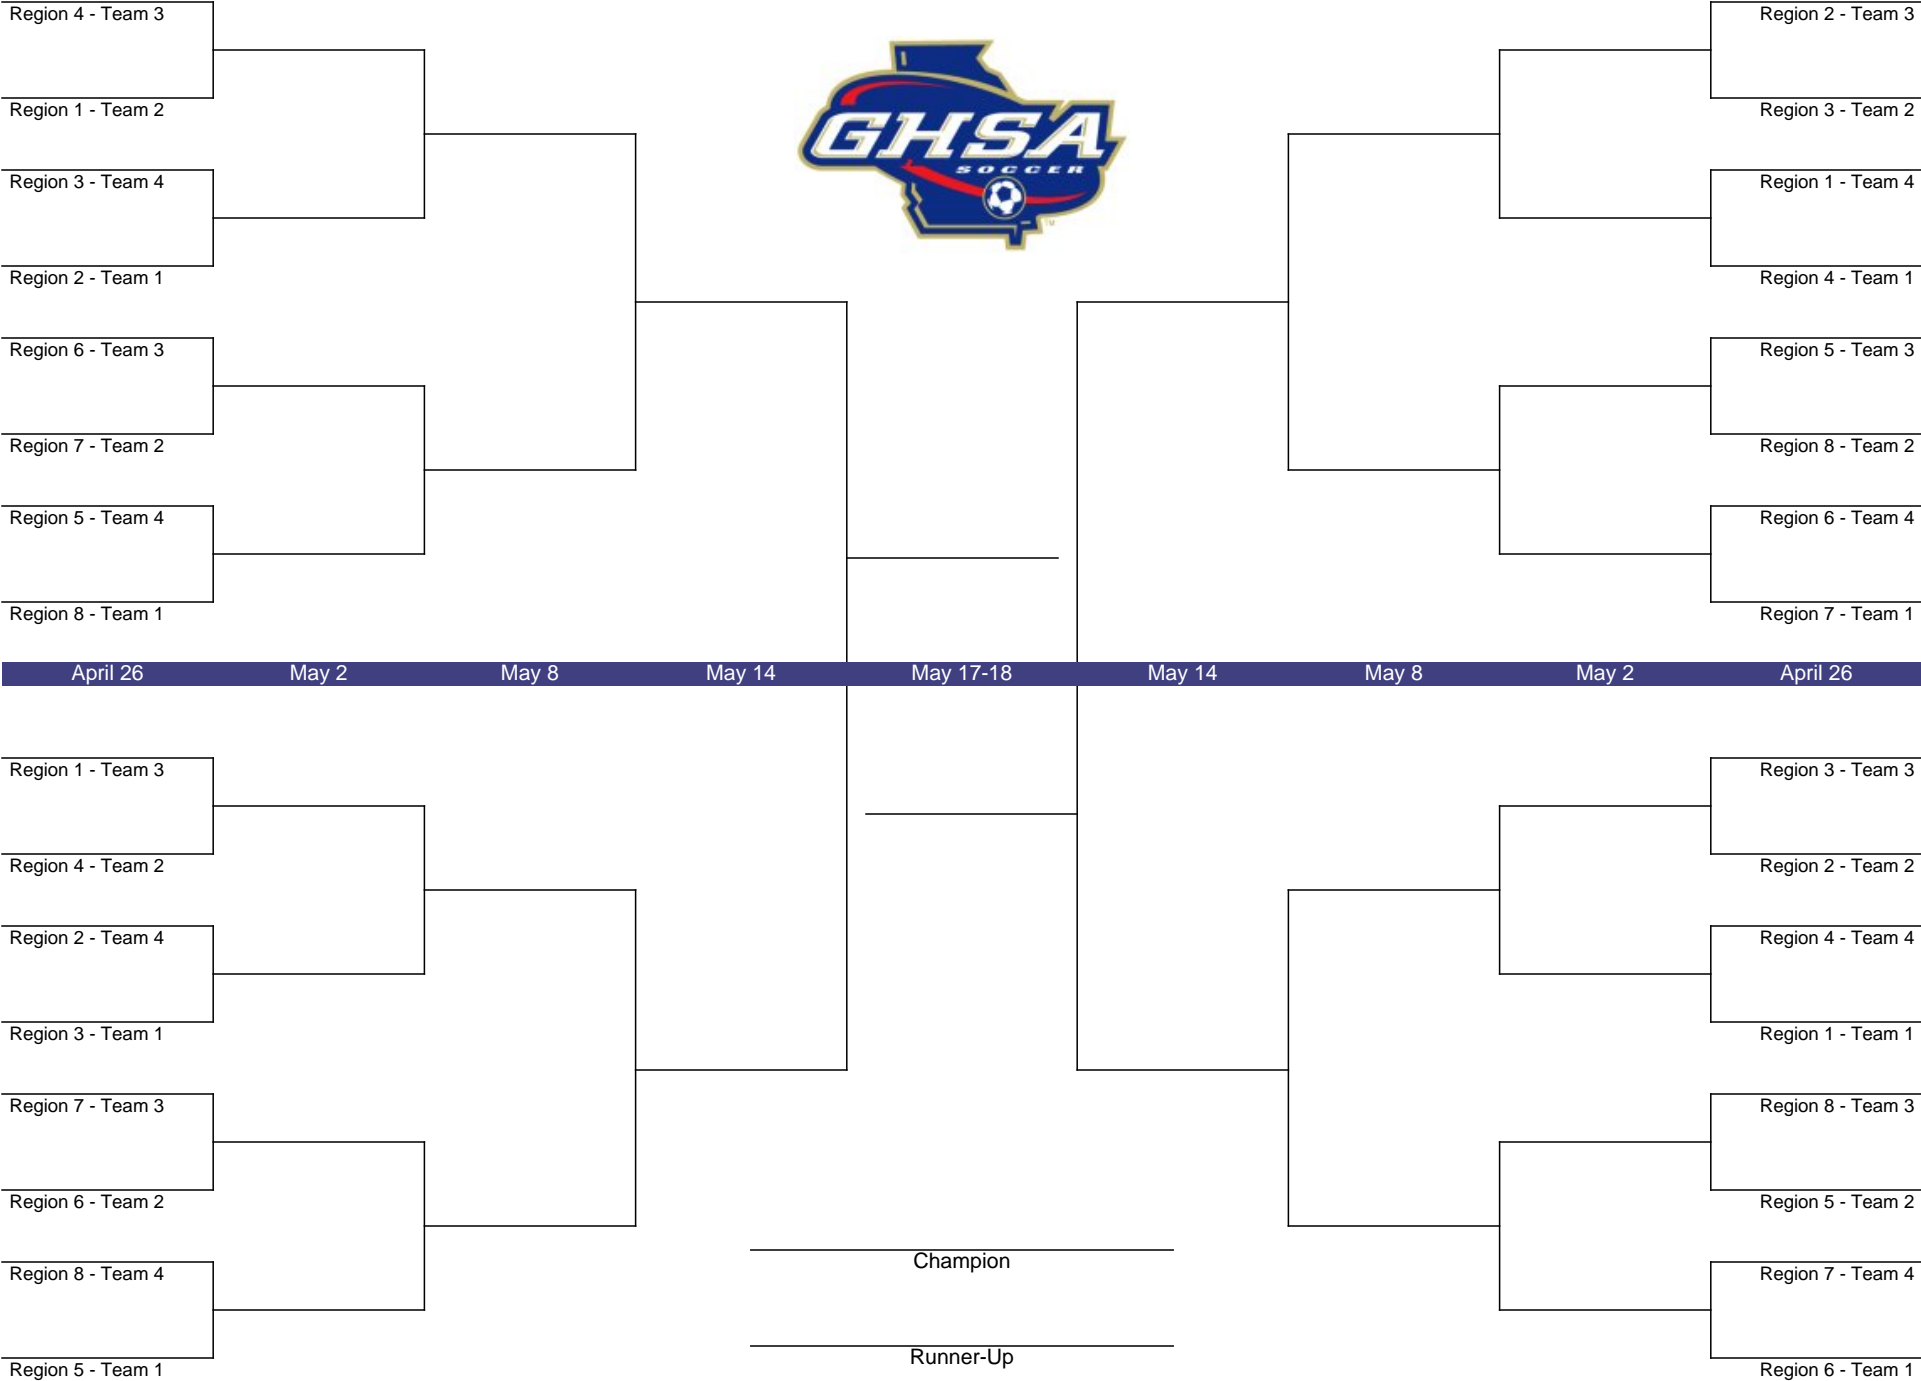 Region 4 - Team 3
Region 1 - Team 2
Region 3 - Team 4
Region 2 - Team 1
Region 6 - Team 3
Region 7 - Team 2
Region 5 - Team 4
Region 8 - Team 1
GHSA
SOCCER
TM
Region 2 - Team 3
Region 3 - Team 2
Region 1 - Team 4
Region 4 - Team 1
Region 5 - Team 3
Region 8 - Team 2
Region 6 - Team 4
Region 7 - Team 1
April 26 May 2 May 8 May 14 May 17-18 May 14 May 8 May 2 April 26
Region 1 - Team 3
Region 4 - Team 2
Region 2 - Team 4
Region 3 - Team 1
Region 7 - Team 3
Region 6 - Team 2
Region 8 - Team 4
Region 5 - Team 1
Champion
Runner-Up
Region 3 - Team 3
Region 2 - Team 2
Region 4 - Team 4
Region 1 - Team 1
Region 8 - Team 3
Region 5 - Team 2
Region 7 - Team 4
Region 6 - Team 1